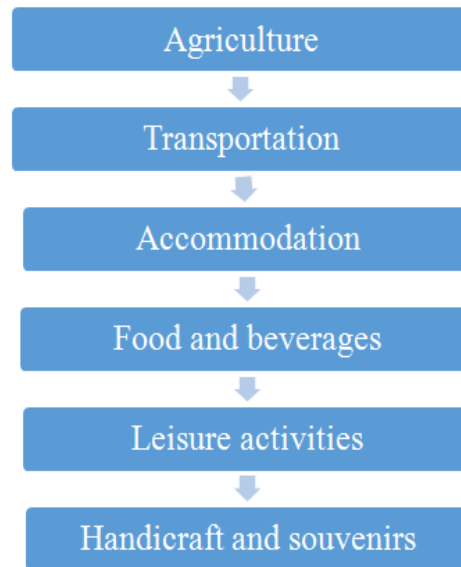 Agriculture
Transportation
Accommodation
Food and beverages
Leisure activities
Handicraft and souvenirs